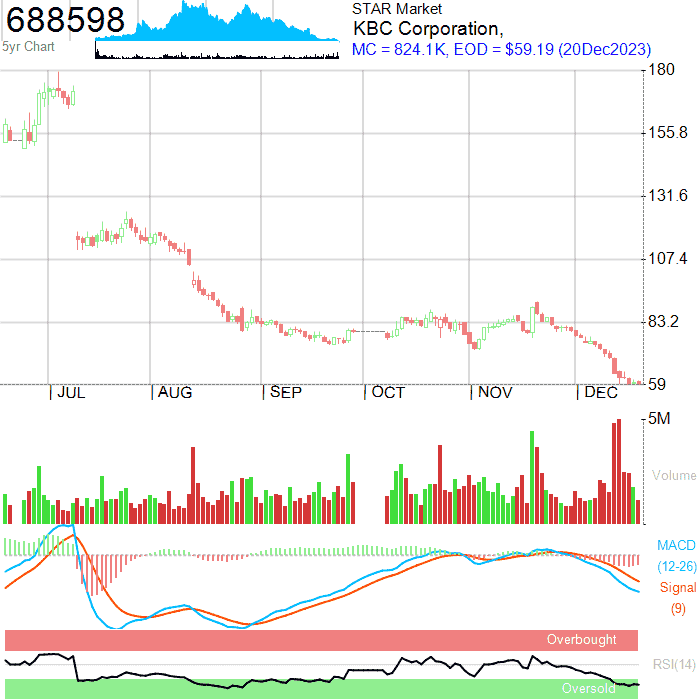 688598
5yr Chart
STAR Market
KBC Corporation,
MC = 824.1K, EOD = $59.19 (20Dec2023)
180
155.8
131.6
107.4
83.2
59
JUL AUG SEP OCT NOV DEC
5M
Volume
MACD
(12-26)
Signal
(9)
Overbought
RSI(14)
Oversold